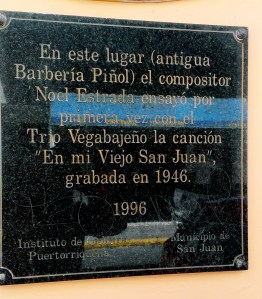 En este lugar (antigua
Barbería Piñol) el compositor
Noel Estrada ensayó por
primera vez con el
Trío Vegabajeño la canción
"En mi Viejo San Juan",
grabada en 1946.
1996
Instituto de Cultura
Puertorriqueña
Municipio de
San Juan